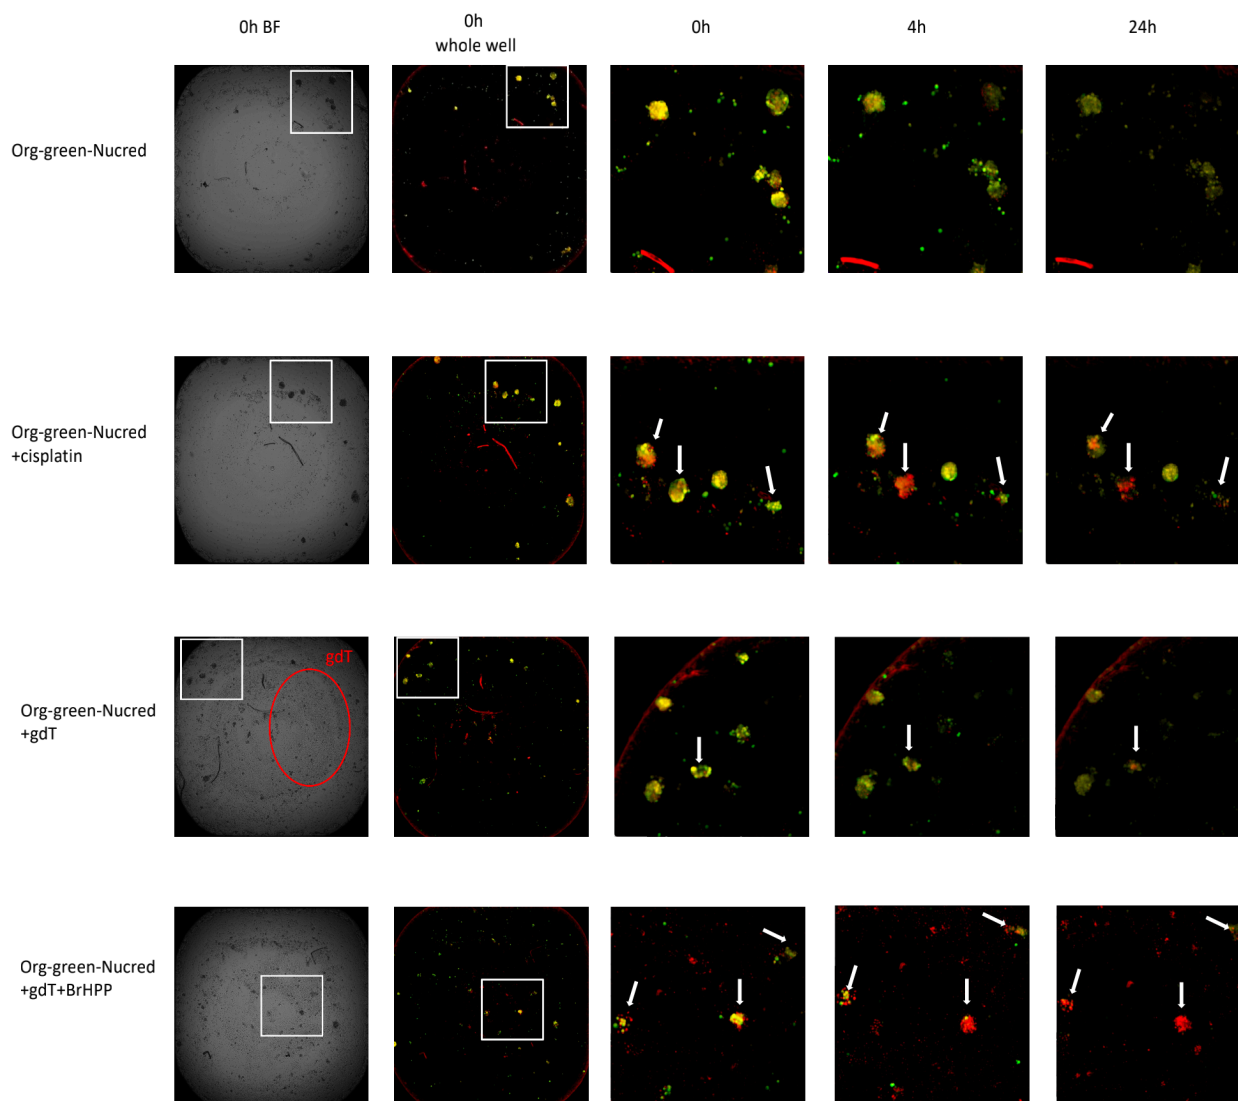 0h BF
0h
whole well
0h
4h
24h
Org-green-Nucred
Org-green-Nucred
+cisplatin
gdT
Org-green-Nucred
+gdT
Org-green-Nucred
+gdT+BrHPP